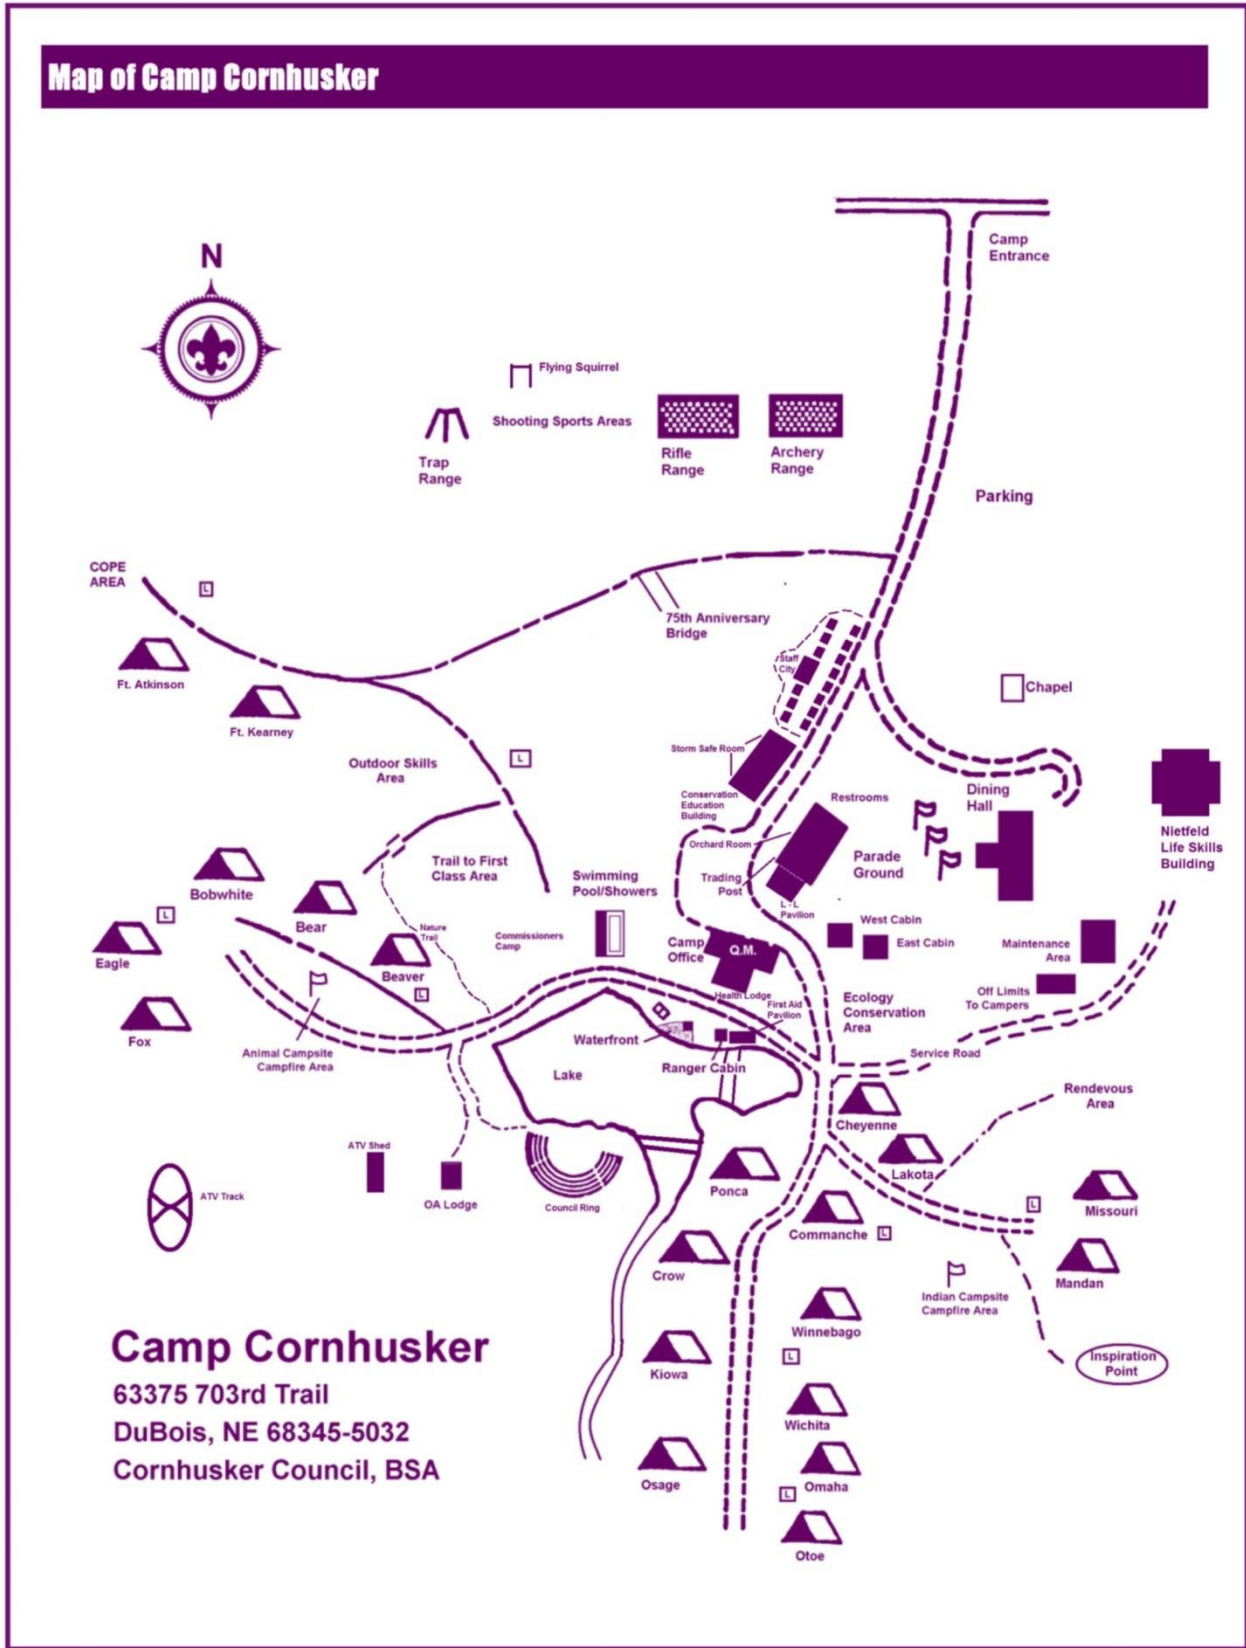 Map of Camp Cornhusker
Camp
Entrance
N
Flying Squirrel
Shooting Sports Areas
Trap
Range
Rifle
Range
Archery
Range
Parking
COPE
AREA
L
75th Anniversary
Bridge
Ft. Atkinson
Staff
City
Chapel
Ft. Kearney
Storm Safe Room
Outdoor Skills
Area
L
Conservation
Education
Building
Restrooms
Dining
Hall
Nietfeld
Life Skills
Building
Orchard Room
Parade
Ground
Trail to First
Class Area
Swimming
Pool/Showers
Trading
Post
L - L
Pavilion
Bobwhite
L
Bear
Nature
Trail
Commissioners
Camp
Camp
Office
Q.M.
West Cabin
East Cabin
Maintenance
Area
Eagle
Beaver
L
Health Lodge
First Aid
Pavilion
Off Limits
To Campers
Ecology
Conservation
Area
Fox
Animal Campsite
Campfire Area
Waterfront
Lake
Ranger Cabin
Service Road
Rendevous
Area
Cheyenne
ATV Shed
Lakota
ATV Track
OA Lodge
Council Ring
Ponca
L
Missouri
Commanche
L
Crow
Mandan
Indian Campsite
Campfire Area
Winnebago
L
Kiowa
Inspiration
Point
Wichita
Osage
Omaha
L
Otoe
Camp Cornhusker
63375 703rd Trail
DuBois, NE 68345-5032
Cornhusker Council, BSA